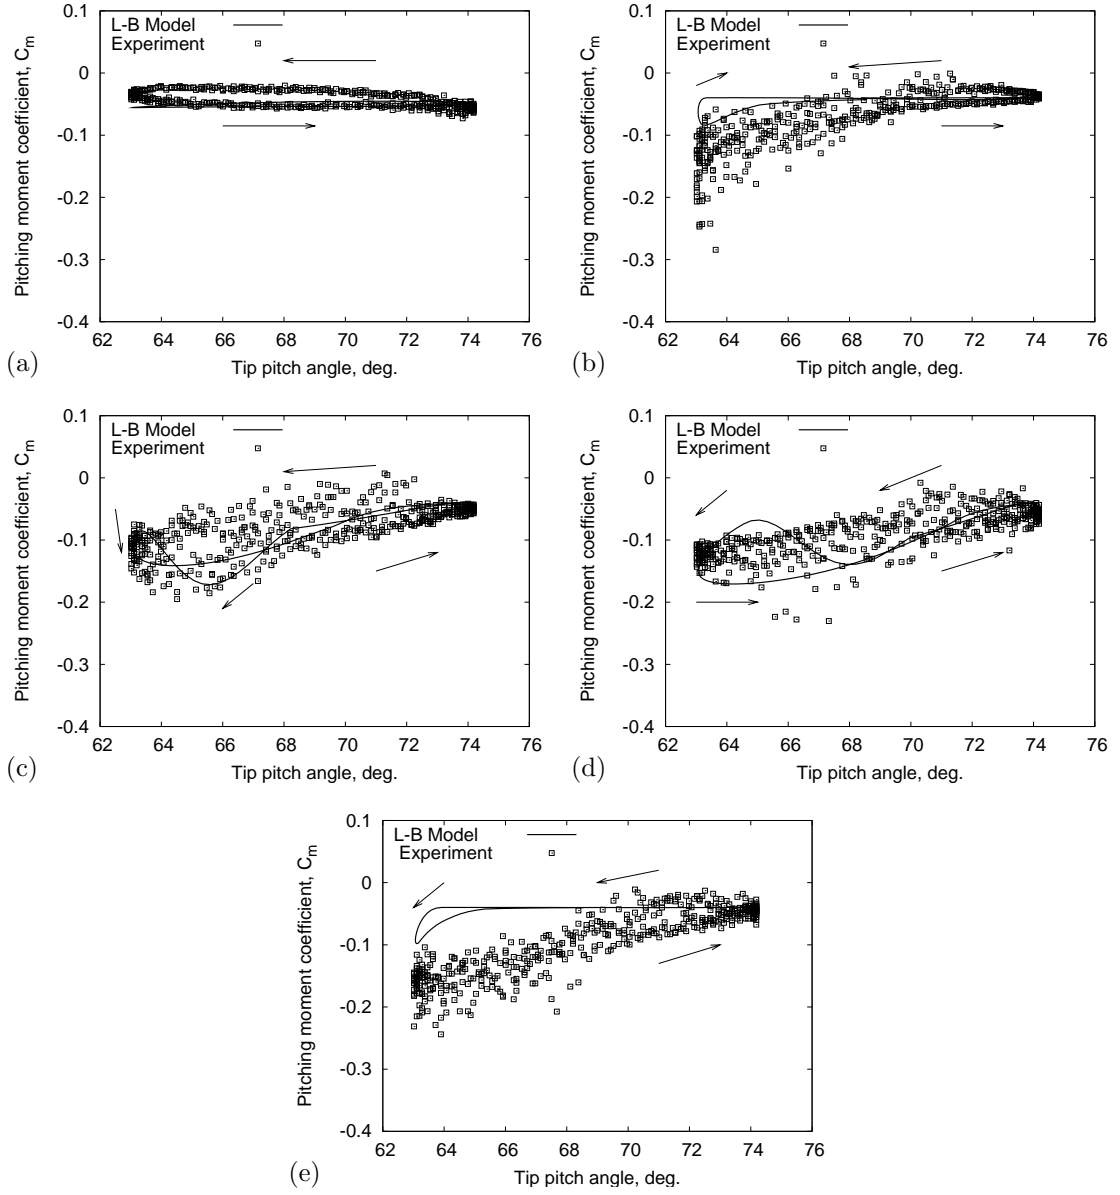 0.1
L-B Model
Experiment
0
-0.1
-0.2
-0.3
-0.4
Pitching moment coefficient, Cm
62 64 66 68 70 72 74 76
Tip pitch angle, deg.
(a)
0.1
L-B Model
Experiment
0
-0.1
-0.2
-0.3
-0.4
Pitching moment coefficient, Cm
62 64 66 68 70 72 74 76
Tip pitch angle, deg.
(b)
0.1
L-B Model
Experiment
0
-0.1
-0.2
-0.3
-0.4
Pitching moment coefficient, Cm
62 64 66 68 70 72 74 76
Tip pitch angle, deg.
(c)
0.1
L-B Model
Experiment
0
-0.1
-0.2
-0.3
-0.4
Pitching moment coefficient, Cm
62 64 66 68 70 72 74 76
Tip pitch angle, deg.
(d)
0.1
L-B Model
Experiment
0
-0.1
-0.2
-0.3
-0.4
Pitching moment coefficient, Cm
62 64 66 68 70 72 74 76
Tip pitch angle, deg.
(e)